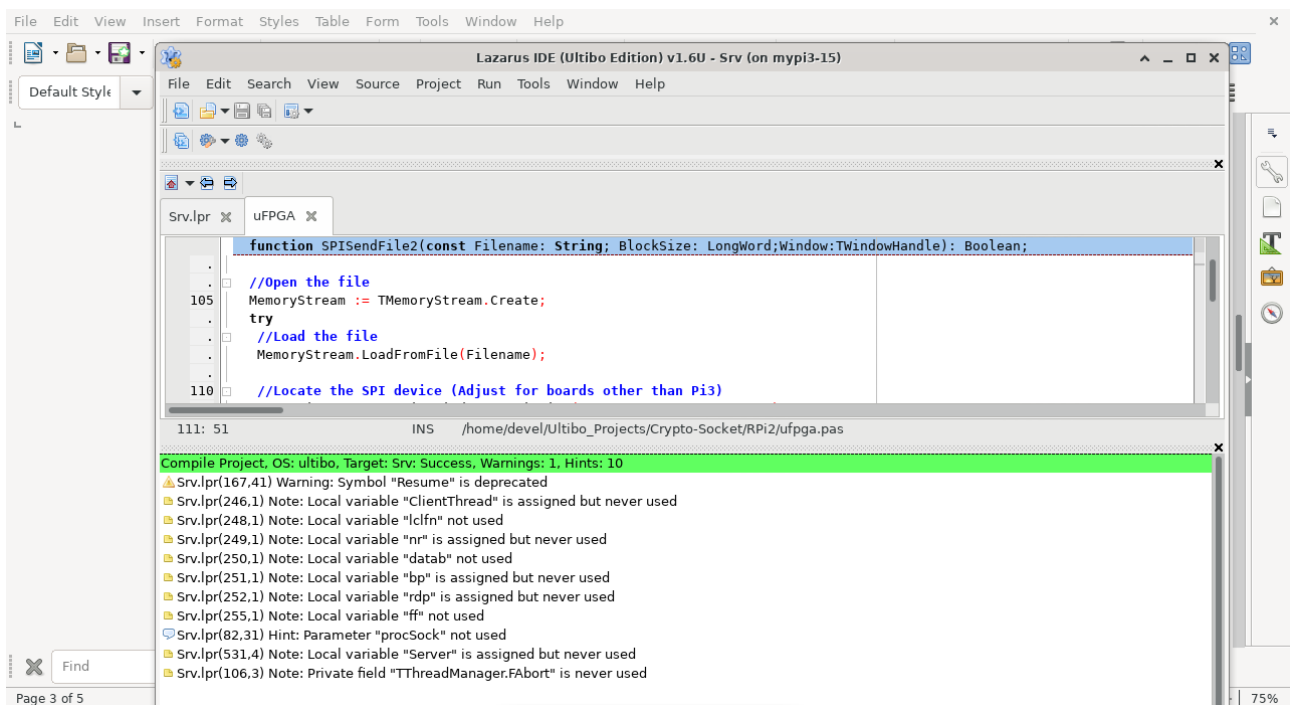 File Edit View Insert Format Styles Table Form Tools Window Help
Default Style
Lazarus IDE (Ultibo Edition) v1.6U - Srv (on mypi3-15)
File Edit Search View Source Project Run Tools Window Help
Srv.lpr uFPGA
function SPISendFile2(const Filename: String; BlockSize: LongWord;Window:TWindowHandle): Boolean;
//Open the file
105 MemoryStream := TMemoryStream.Create;
try
//Load the file
MemoryStream.LoadFromFile(Filename);
110 //Locate the SPI device (Adjust for boards other than Pi3)
111: 51 INS /home/devel/Ultibo_Projects/Crypto-Socket/RPi2/ufpga.pas
Compile Project, OS: ultibo, Target: Srv: Success, Warnings: 1, Hints: 10
Srv.lpr(167,41) Warning: Symbol "Resume" is deprecated
Srv.lpr(246,1) Note: Local variable "ClientThread" is assigned but never used
Srv.lpr(248,1) Note: Local variable "lclfn" not used
Srv.lpr(249,1) Note: Local variable "nr" is assigned but never used
Srv.lpr(250,1) Note: Local variable "datab" not used
Srv.lpr(251,1) Note: Local variable "bp" is assigned but never used
Srv.lpr(252,1) Note: Local variable "rdp" is assigned but never used
Srv.lpr(255,1) Note: Local variable "ff" not used
Srv.lpr(82,31) Hint: Parameter "procSock" not used
Srv.lpr(531,4) Note: Local variable "Server" is assigned but never used
Srv.lpr(106,3) Note: Private field "TThreadManager.FAbort" is never used
Find
Page 3 of 5
75%